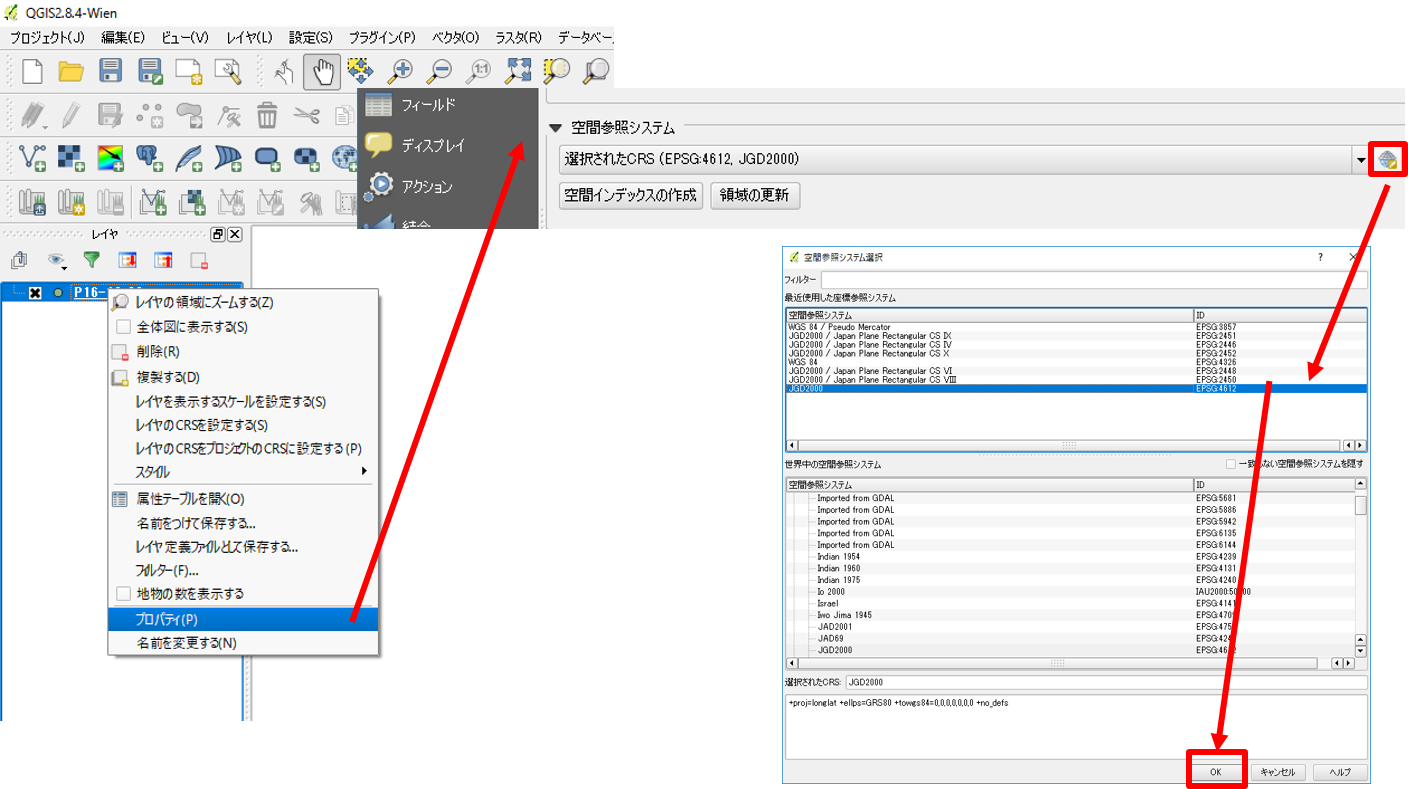 QGIS2.8.4-Wien
プロジェクト(J) 編集(E) ビュー(V) レイヤ(L) 設定(S) プラグイン(P) ベクタ(O) ラスタ(R) データベー
1:1
フィールド
ディスプレイ
アクション
結合
空間参照システム
選択されたCRS (EPSG:4612, JGD2000)
空間インデックスの作成 領域の更新
レイヤ
P16-
レイヤの領域にズームする(Z)
全体図に表示する(S)
削除(R)
複製する(D)
レイヤを表示するスケールを設定する(S)
レイヤのCRSを設定する(S)
レイヤのCRSをプロジェクトのCRSに設定する(P)
スタイル
属性テーブルを開く(O)
名前をつけて保存する...
レイヤ定義ファイルとして保存する...
フィルター(F)...
地物の数を表示する
プロパティ(P)
名前を変更する(N)
空間参照システム選択
フィルター
最近使用した座標参照システム
空間参照システム ID
WGS 84 / Pseudo Mercator EPSG:3857
JGD2000 / Japan Plane Rectangular CS IX EPSG:2451
JGD2000 / Japan Plane Rectangular CS IV EPSG:2446
JGD2000 / Japan Plane Rectangular CS X EPSG:2452
WGS 84 EPSG:4326
JGD2000 / Japan Plane Rectangular CS VI EPSG:2448
JGD2000 / Japan Plane Rectangular CS VIII EPSG:2450
JGD2000 EPSG:4612
世界中の空間参照システム 一致しない空間参照システムを隠す
空間参照システム ID
Imported from GDAL EPSG:5681
Imported from GDAL EPSG:5886
Imported from GDAL EPSG:5942
Imported from GDAL EPSG:6135
Imported from GDAL EPSG:6144
Indian 1954 EPSG:4239
Indian 1960 EPSG:4131
Indian 1975 EPSG:4240
Io 2000
Israel EPSG:4141
Iwo Jima 1945
JAD2001
JAD69
JGD2000
選択されたCRS: JGD2000
+proj=longlat +ellps=GRS80 +towgs84=0,0,0,0,0,0,0 +no_defs
OK キャンセル ヘルプ